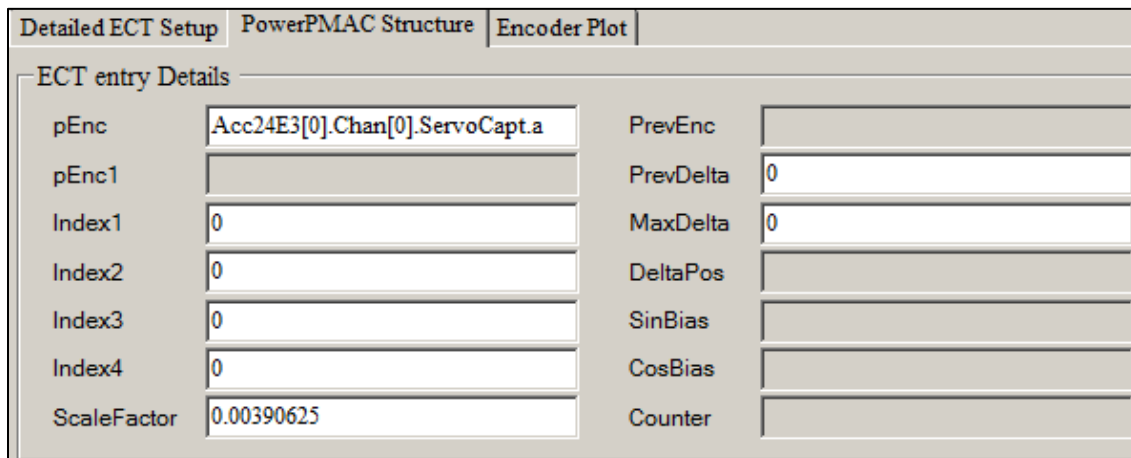 Detailed ECT Setup PowerPMAC Structure Encoder Plot
ECT entry Details
pEnc Acc24E3[0].Chan[0].ServoCapt.a PrevEnc
pEnc1 PrevDelta 0
Index1 0 MaxDelta 0
Index2 0 DeltaPos
Index3 0 SinBias
Index4 0 CosBias
ScaleFactor 0.00390625 Counter